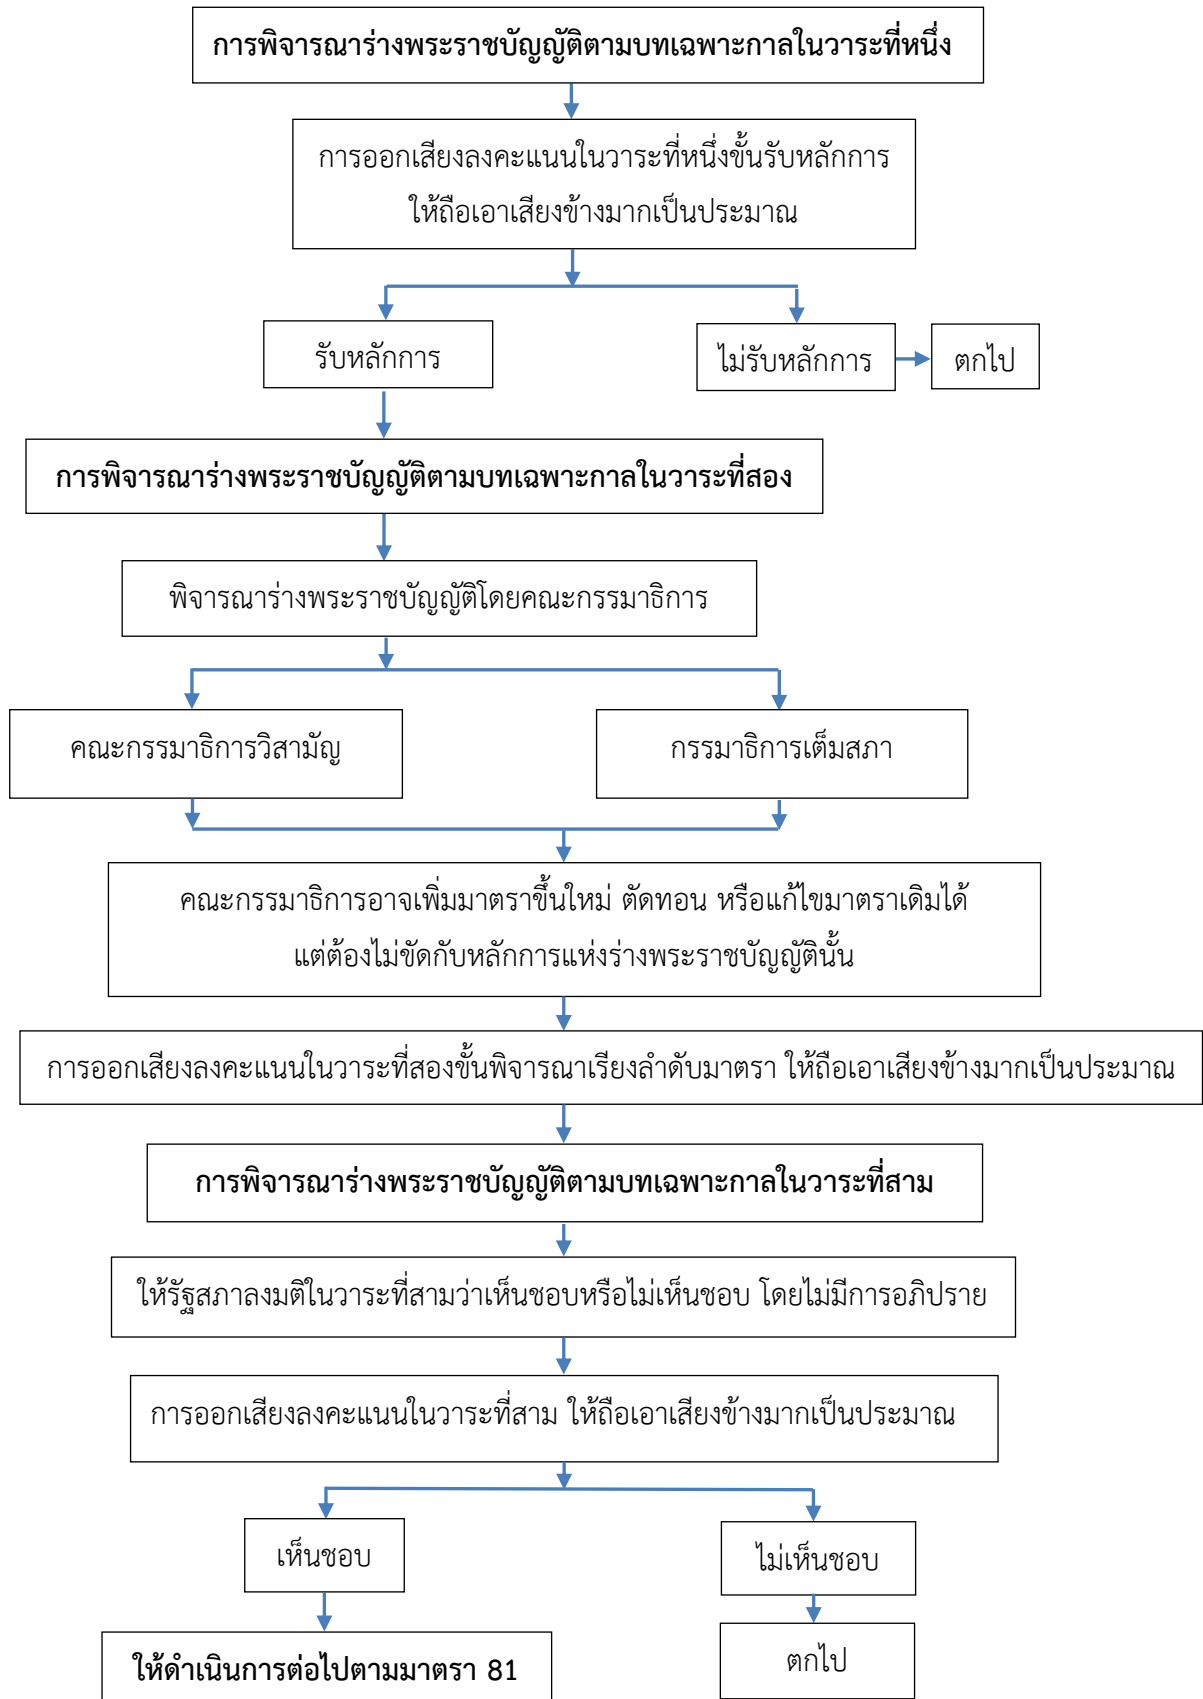 การพิจารณาร่างพระราชบัญญัติตามบทเฉพาะกาลในวาระที่หนึ่ง
การออกเสียงลงคะแนนในวาระที่หนึ่งขั้นรับหลักการ
ให้ถือเอาเสียงข้างมากเป็นประมาณ
รับหลักการ
ไม่รับหลักการ
ตกไป
การพิจารณาร่างพระราชบัญญัติตามบทเฉพาะกาลในวาระที่สอง
พิจารณาร่างพระราชบัญญัติโดยคณะกรรมาธิการ
คณะกรรมาธิการวิสามัญ
กรรมาธิการเต็มสภา
คณะกรรมาธิการอาจเพิ่มมาตราขึ้นใหม่ ตัดทอน หรือแก้ไขมาตราเดิมได้
แต่ต้องไม่ขัดกับหลักการแห่งร่างพระราชบัญญัตินั้น
การออกเสียงลงคะแนนในวาระที่สองขั้นพิจารณาเรียงลำดับมาตรา ให้ถือเอาเสียงข้างมากเป็นประมาณ
การพิจารณาร่างพระราชบัญญัติตามบทเฉพาะกาลในวาระที่สาม
ให้รัฐสภาลงมติในวาระที่สามว่าเห็นชอบหรือไม่เห็นชอบ โดยไม่มีการอภิปราย
การออกเสียงลงคะแนนในวาระที่สาม ให้ถือเอาเสียงข้างมากเป็นประมาณ
เห็นชอบ
ไม่เห็นชอบ
ให้ดำเนินการต่อไปตามมาตรา 81
ตกไป